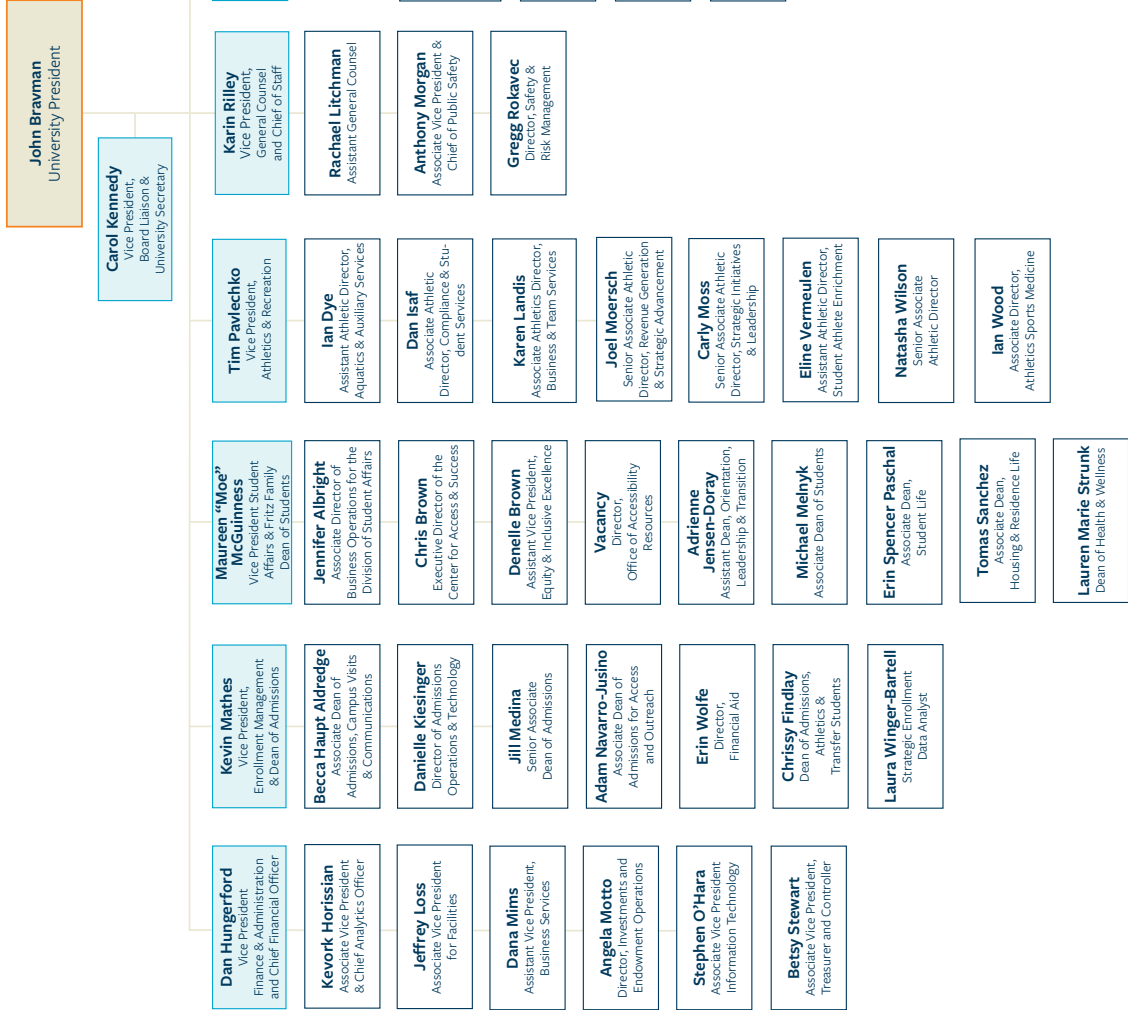 John Bravman
University President
Carol Kennedy
Vice President,
Board Liaison &
University Secretary
Dan Hungerford
Vice President
Finance & Administration
and Chief Financial Officer
Kevork Horissian
Associate Vice President
& Chief Analytics Officer
Jeffrey Loss
Associate Vice President
for Facilities
Dana Mims
Assistant Vice President,
Business Services
Angela Motto
Director, Investments and
Endowment Operations
Stephen O’Hara
Associate Vice President
Information Technology
Betsy Stewart
Associate Vice President,
Treasurer and Controller
Kevin Mathes
Vice President,
Enrollment Management
& Dean of Admissions
Becca Haupt Aldredge
Associate Dean of
Admissions, Campus Visits
& Communications
Danielle Kiesinger
Director of Admissions
Operations & Technology
Jill Medina
Senior Associate
Dean of Admissions
Adam Navarro-Jusino
Associate Dean of
Admissions for Access
and Outreach
Erin Wolfe
Director,
Financial Aid
Chrissy Findlay
Dean of Admissions,
Athletics &
Transfer Students
Laura Winger-Bartell
Strategic Enrollment
Data Analyst
Maureen “Moe”
McGuinness
Vice President Student
Affairs & Fritz Family
Dean of Students
Jennifer Albright
Associate Director of
Business Operations for the
Division of Student Affairs
Chris Brown
Executive Director of the
Center for Access & Success
Denelle Brown
Assistant Vice President,
Equity & Inclusive Excellence
Vacancy
Director,
Office of Accessibility
Resources
Adrienne
Jensen-Doray
Assistant Dean, Orientation,
Leadership & Transition
Michael Melnyk
Associate Dean of Students
Erin Spencer Paschal
Associate Dean,
Student Life
Tomas Sanchez
Associate Dean,
Housing & Residence Life
Lauren Marie Strunk
Dean of Health & Wellness
Tim Pavlechko
Vice President,
Athletics & Recreation
Ian Dye
Assistant Athletic Director,
Aquatics & Auxiliary Services
Dan Isaf
Associate Athletic
Director, Compliance & Stu-
dent Services
Karen Landis
Associate Athletics Director,
Business & Team Services
Joel Moersch
Senior Associate Athletic
Director, Revenue Generation
& Strategic Advancement
Carly Moss
Senior Associate Athletic
Director, Strategic Initiatives
& Leadership
Eline Vermeulen
Assistant Athletic Director,
Student Athlete Enrichment
Natasha Wilson
Senior Associate
Athletic Director
Ian Wood
Associate Director,
Athletics Sports Medicine
Karin Rilley
Vice President,
General Counsel
and Chief of Staff
Rachael Litchman
Assistant General Counsel
Anthony Morgan
Associate Vice President &
Chief of Public Safety
Gregg Rokavec
Director, Safety &
Risk Management